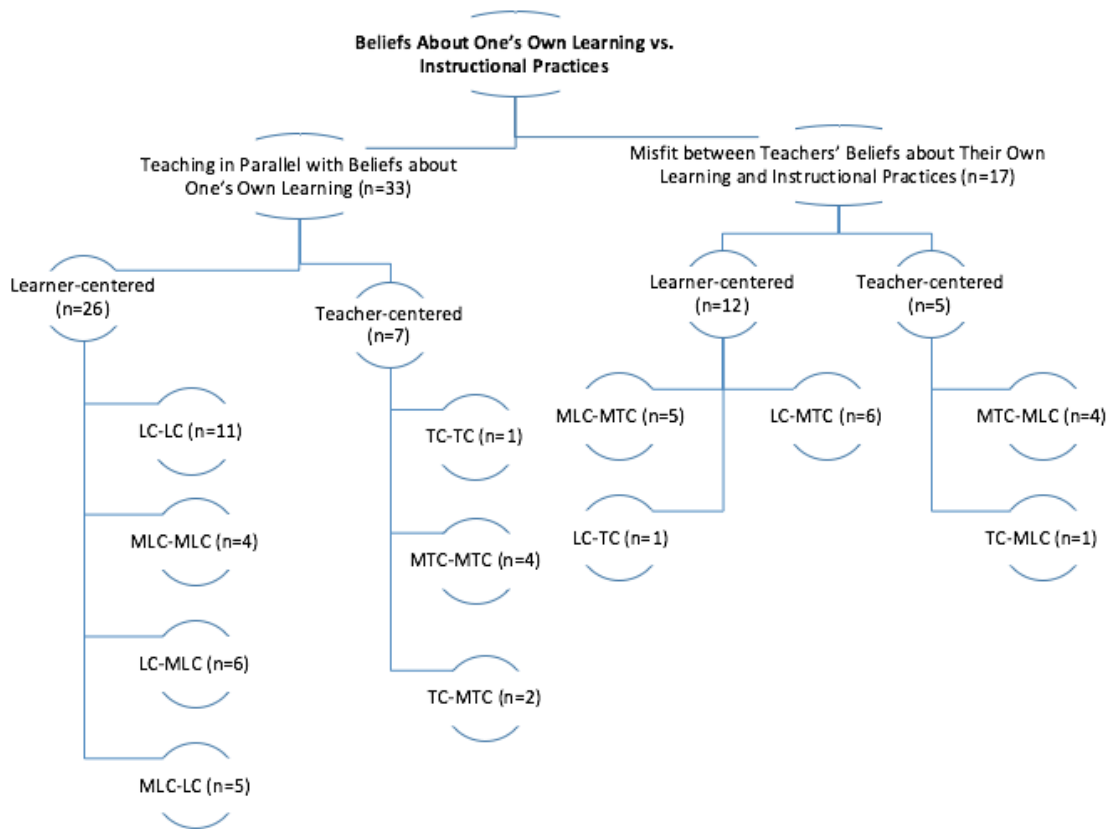 Beliefs About One's Own Learning vs.
Instructional Practices
Teaching in Parallel with Beliefs about
One's Own Learning (n=33)
Misfit between Teachers' Beliefs about Their Own
Learning and Instructional Practices (n=17)
Learner-centered
(n=26)
Teacher-centered
(n=7)
Learner-centered
(n=12)
Teacher-centered
(n=5)
LC-LC (n=11)
MLC-MLC (n=4)
LC-MLC (n=6)
MLC-LC (n=5)
TC-TC (n=1)
MTC-MTC (n=4)
TC-MTC (n=2)
MLC-MTC (n=5)
LC-MTC (n=6)
LC-TC (n=1)
MTC-MLC (n=4)
TC-MLC (n=1)